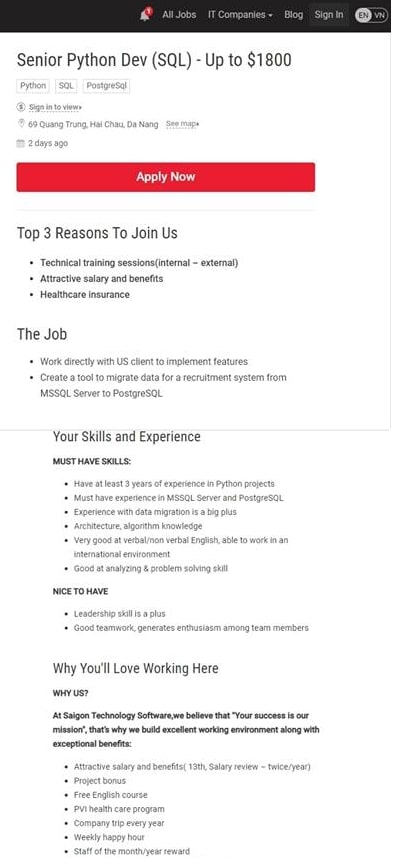 1
All Jobs IT Companies Blog Sign In EN VN
Senior Python Dev (SQL) - Up to $1800
Python SQL PostgreSql
$ Sign in to view
69 Quang Trung, Hai Chau, Da Nang See map
2 days ago
Apply Now
Top 3 Reasons To Join Us
• Technical training sessions(internal – external)
• Attractive salary and benefits
• Healthcare insurance
The Job
• Work directly with US client to implement features
• Create a tool to migrate data for a recruitment system from
MSSQL Server to PostgreSQL
Your Skills and Experience
MUST HAVE SKILLS:
• Have at least 3 years of experience in Python projects
• Must have experience in MSSQL Server and PostgreSQL
• Experience with data migration is a big plus
• Architecture, algorithm knowledge
• Very good at verbal/non verbal English, able to work in an
international environment
• Good at analyzing & problem solving skill
NICE TO HAVE
• Leadership skill is a plus
• Good teamwork, generates enthusiasm among team members
Why You'll Love Working Here
WHY US?
At Saigon Technology Software,we believe that "Your success is our
mission", that's why we build excellent working environment along with
exceptional benefits:
• Attractive salary and benefits( 13th, Salary review – twice/year)
• Project bonus
• Free English course
• PVI health care program
• Company trip every year
• Weekly happy hour
• Staff of the month/year reward